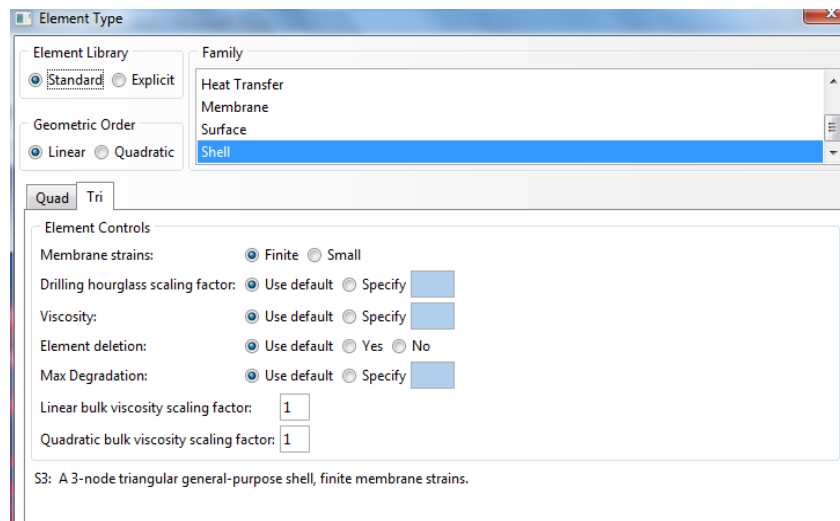 Element Type
Element Library
Standard Explicit
Family
Heat Transfer
Membrane
Surface
Shell
Geometric Order
Linear Quadratic
Quad Tri
Element Controls
Membrane strains: Finite Small
Drilling hourglass scaling factor: Use default Specify
Viscosity: Use default Specify
Element deletion: Use default Yes No
Max Degradation: Use default Specify
Linear bulk viscosity scaling factor: 1
Quadratic bulk viscosity scaling factor: 1
S3: A 3-node triangular general-purpose shell, finite membrane strains.